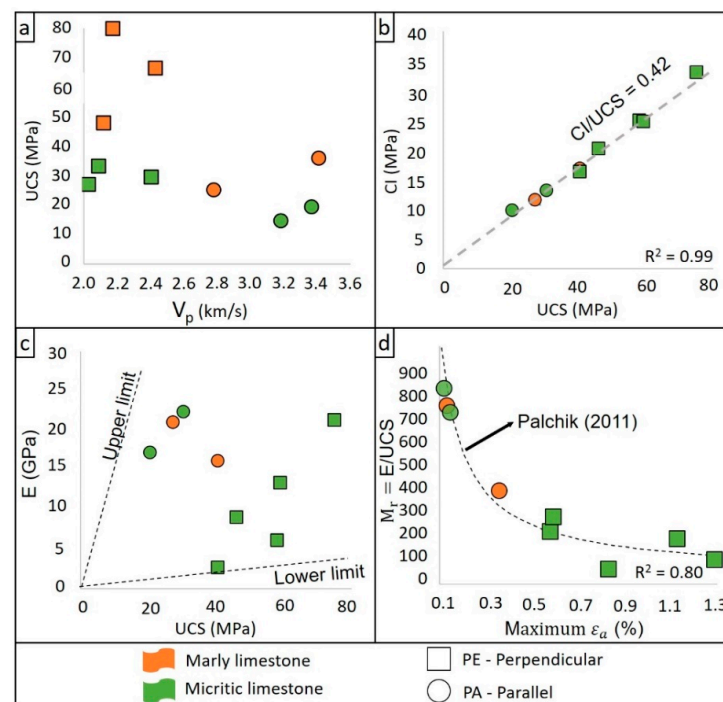 a
UCS (MPa)
80
70
60
50
40
30
20
10
0
2.0 2.2 2.4 2.6 2.8 3.0 3.2 3.4 3.6
Vp (km/s)
b
CI (MPa)
40
35
30
25
20
15
10
5
0
CI/UCS = 0.42
R² = 0.99
0 20 40 60 80
UCS (MPa)
c
E (GPa)
30
25
20
15
10
5
0
Upper limit
Lower limit
0 20 40 60 80
UCS (MPa)
d
Mr = E/UCS
900
800
700
600
500
400
300
200
100
0
Palchik (2011)
R² = 0.80
0.1 0.3 0.5 0.7 0.9 1.1 1.3
Maximum εa (%)
Marly limestone
Micritic limestone
PE - Perpendicular
PA - Parallel